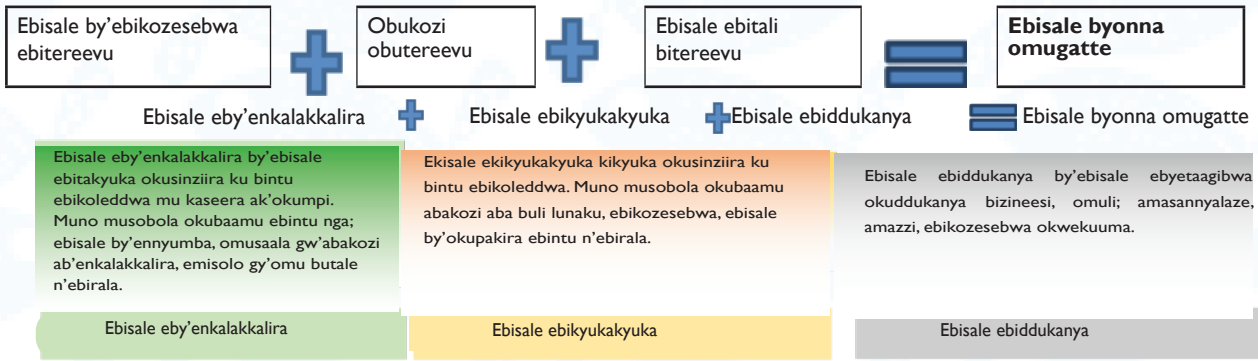 Ebisale by'ebikozesebwa
ebitereevu
Obukozi
obutereevu
Ebisale ebitali
bitereevu
Ebisale byonna
omugatte
Ebisale eby'enkalakkalira
Ebisale ebikyukakyuka
Ebisale ebiddukanya
Ebisale byonna omugatte
Ebisale eby'enkalakkalira by'ebisale
ebitakyuka okusinziira ku bintu
ebikoleddwa mu kaseera ak'okumpi.
Muno musobola okubaamu ebintu nga;
ebisale by'ennyumba, omusaala gw'abakozi
ab'enkalakkalira, emisolo gy'omu butale
n'ebirala.
Ekisale ekikyukakyuka kikyuka okusinziira ku
bintu ebikoleddwa. Muno musobola okubaamu
abakozi aba buli lunaku, ebikozesebwa, ebisale
by'okupakira ebintu n'ebirala.
Ebisale ebiddukanya by'ebisale ebyetaagibwa
okuddukanya bizineesi, omuli; amasannyalaze,
amazzi, ebikozesebwa okwekuuma.
Ebisale eby'enkalakkalira
Ebisale ebikyukakyuka
Ebisale ebiddukanya